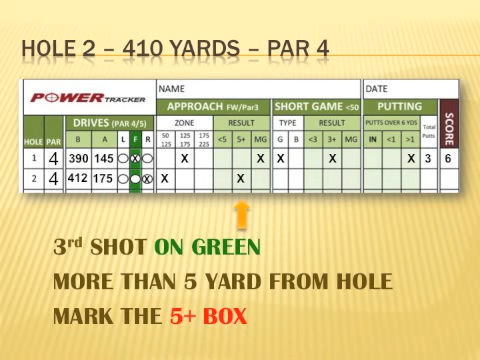 HOLE 2 – 410 YARDS – PAR 4
POWER TRACKER NAME DATE
APPROACH FW/Par3 SHORT GAME <50 PUTTING
DRIVES (PAR 4/5) ZONE RESULT TYPE RESULT PUTTS OVER 6 YDS Total Putts SCORE
HOLE PAR B A L F R 50 125 125 175 175 225 <5 5+ MG G B <3 3+ MG IN <1 >1
1 4 390 145 X X X X X X 3 6
2 4 412 175 X X X
3rd SHOT ON GREEN
MORE THAN 5 YARD FROM HOLE
MARK THE 5+ BOX